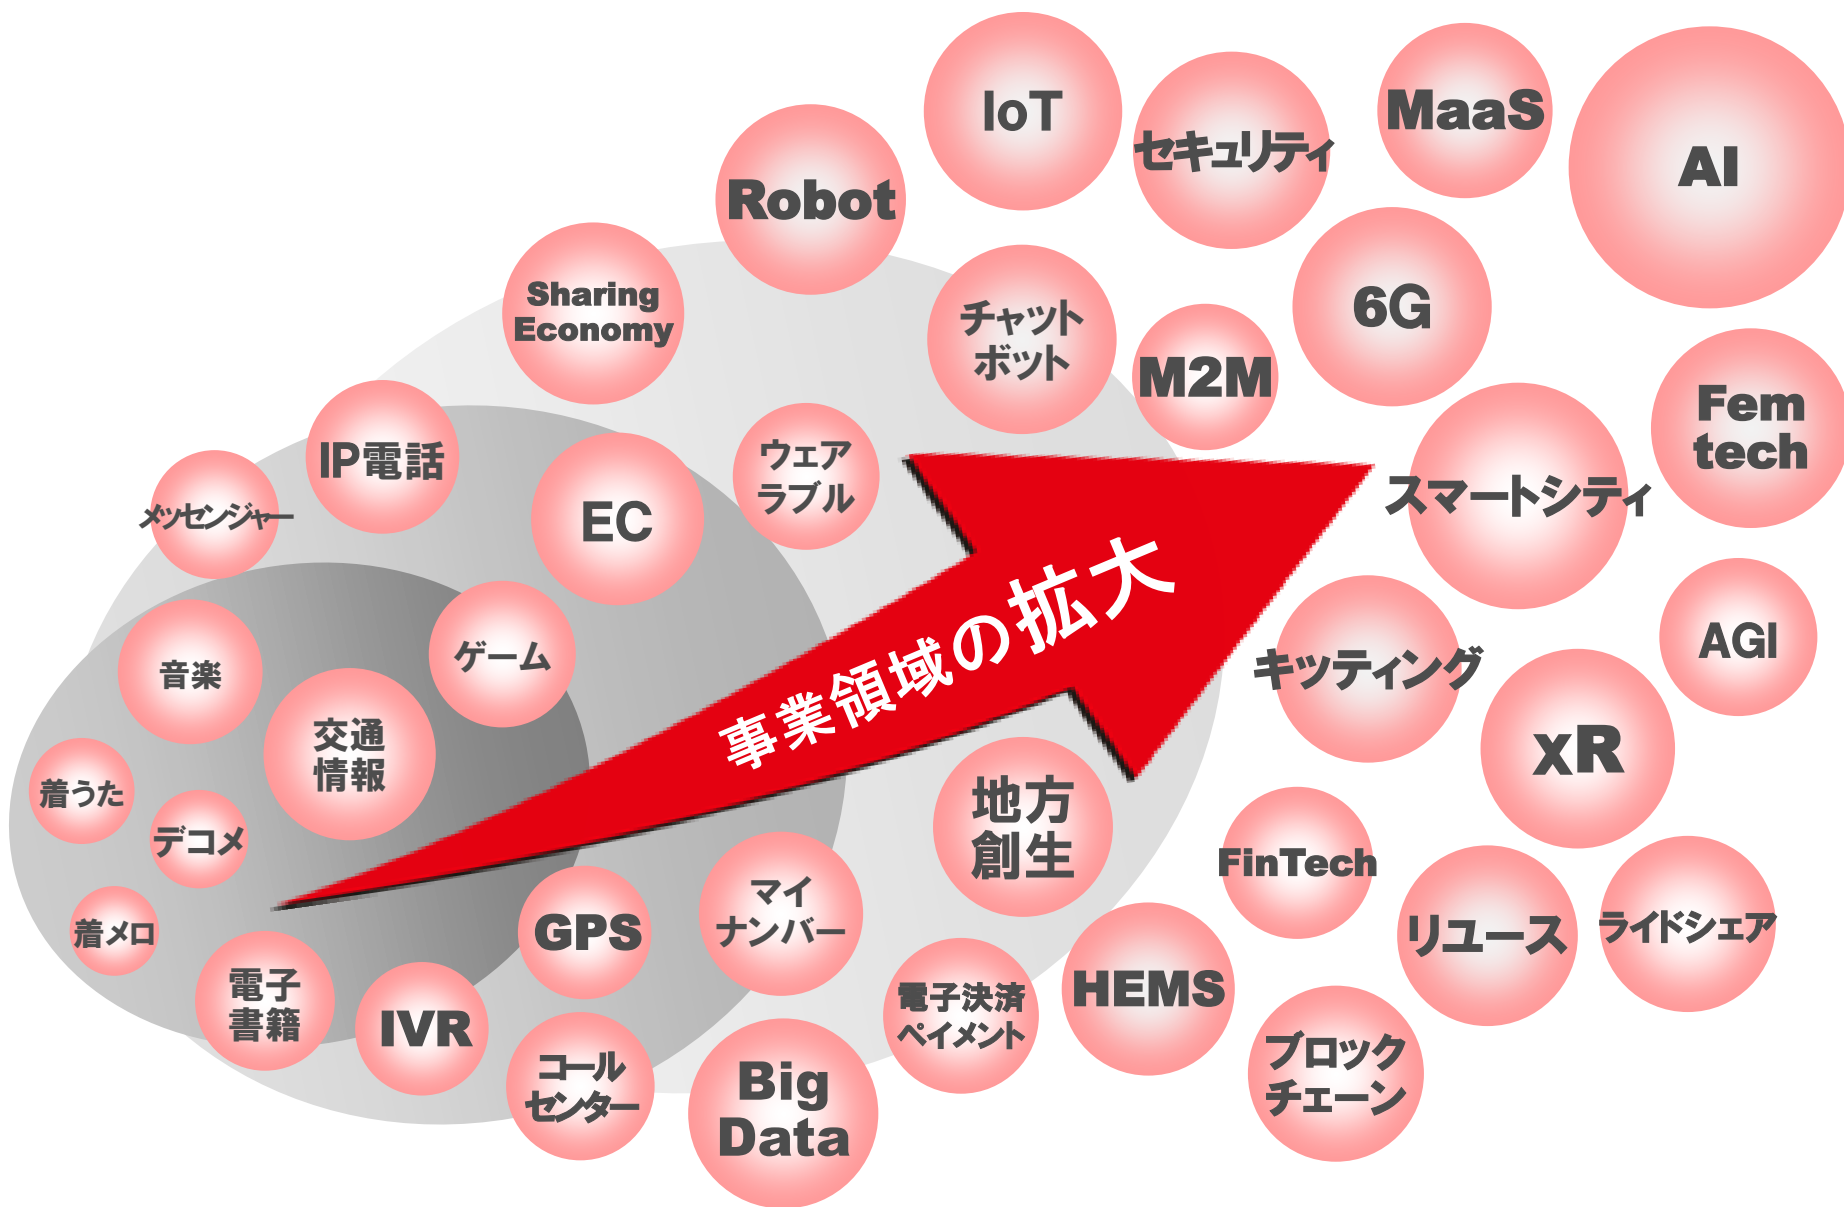 IoT
セキュリティ
MaaS
AI
Robot
Sharing
Economy
チャット
ボット
M2M
6G
Fem
tech
IP電話
メッセンジャー
EC
ウェア
ラブル
スマートシティ
音楽
ゲーム
交通
情報
事業領域の拡大
キッティング
AGI
xR
着うた
デコメ
着メロ
電子
書籍
IVR
GPS
コール
センター
マイ
ナンバー
Big
Data
地方
創生
電子決済
ペイメント
HEMS
FinTech
リユース
ライドシェア
ブロック
チェーン